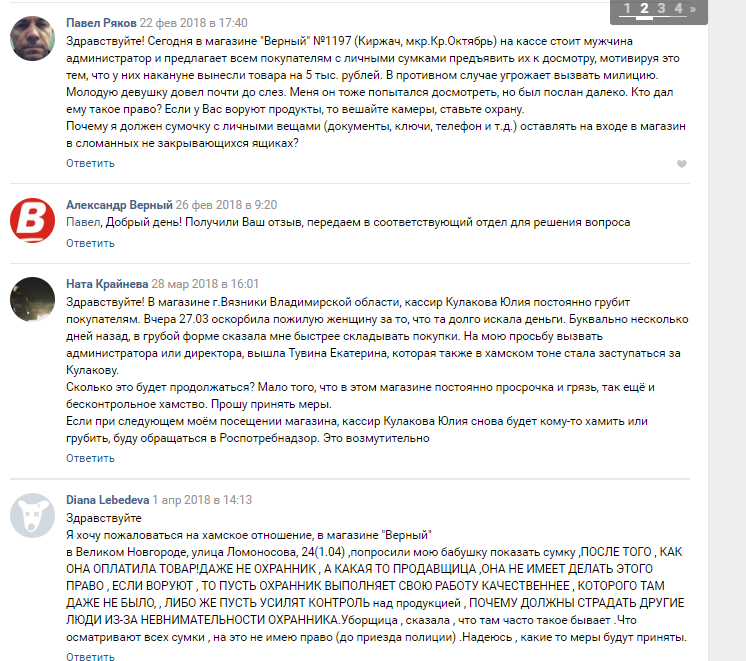 1 2 3 4 »
Павел Ряков 22 фев 2018 в 17:40
Здравствуйте! Сегодня в магазине "Верный" №1197 (Киржач, мкр.Кр.Октябрь) на кассе стоит мужчина
администратор и предлагает всем покупателям с личными сумками предъявить их к досмотру, мотивируя это
тем, что у них накануне вынесли товара на 5 тыс. рублей. В противном случае угрожает вызвать милицию.
Молодую девушку довел почти до слез. Меня он тоже попытался досмотреть, но был послан далеко. Кто дал
ему такое право? Если у Вас воруют продукты, то вешайте камеры, ставьте охрану.
Почему я должен сумочку с личными вещами (документы, ключи, телефон и т.д.) оставлять на входе в магазин
в сломанных не закрывающихся ящиках?
Ответить
В
Александр Верный 26 фев 2018 в 9:20
Павел, Добрый день! Получили Ваш отзыв, передаем в соответствующий отдел для решения вопроса
Ответить
Ната Крайнева 28 мар 2018 в 16:01
Здравствуйте! В магазине г.Вязники Владимирской области, кассир Кулакова Юлия постоянно грубит
покупателям. Вчера 27.03 оскорбила пожилую женщину за то, что та долго искала деньги. Буквально несколько
дней назад, в грубой форме сказала мне быстрее складывать покупки. На мою просьбу вызвать
администратора или директора, вышла Тувина Екатерина, которая также в хамском тоне стала заступаться за
Кулакову.
Сколько это будет продолжаться? Мало того, что в этом магазине постоянно просрочка и грязь, так ещё и
бесконтрольное хамство. Прошу принять меры.
Если при следующем моём посещении магазина, кассир Кулакова Юлия снова будет кому-то хамить или
грубить, буду обращаться в Роспотребнадзор. Это возмутительно
Ответить
Diana Lebedeva 1 апр 2018 в 14:13
Здравствуйте
Я хочу пожаловаться на хамское отношение, в магазине "Верный"
в Великом Новгороде, улица Ломоносова, 24(1.04) ,попросили мою бабушку показать сумку ,ПОСЛЕ ТОГО , КАК
ОНА ОПЛАТИЛА ТОВАР!ДАЖЕ НЕ ОХРАННИК , А КАКАЯ ТО ПРОДАВЩИЦА ,ОНА НЕ ИМЕЕТ ДЕЛАТЬ ЭТОГО
ПРАВО , ЕСЛИ ВОРУЮТ , ТО ПУСТЬ ОХРАННИК ВЫПОЛНЯЕТ СВОЮ РАБОТУ КАЧЕСТВЕННЕЕ , КОТОРОГО ТАМ
ДАЖЕ НЕ БЫЛО, , ЛИБО ЖЕ ПУСТЬ УСИЛЯТ КОНТРОЛЬ над продукцией , ПОЧЕМУ ДОЛЖНЫ СТРАДАТЬ ДРУГИЕ
ЛЮДИ ИЗ-ЗА НЕВНИМАТЕЛЬНОСТИ ОХРАННИКА.Уборщица , сказала , что там часто такое бывает .Что
осматривают всех сумки , на это не имею право (до приезда полиции) .Надеюсь , какие то меры будут приняты.
Ответить